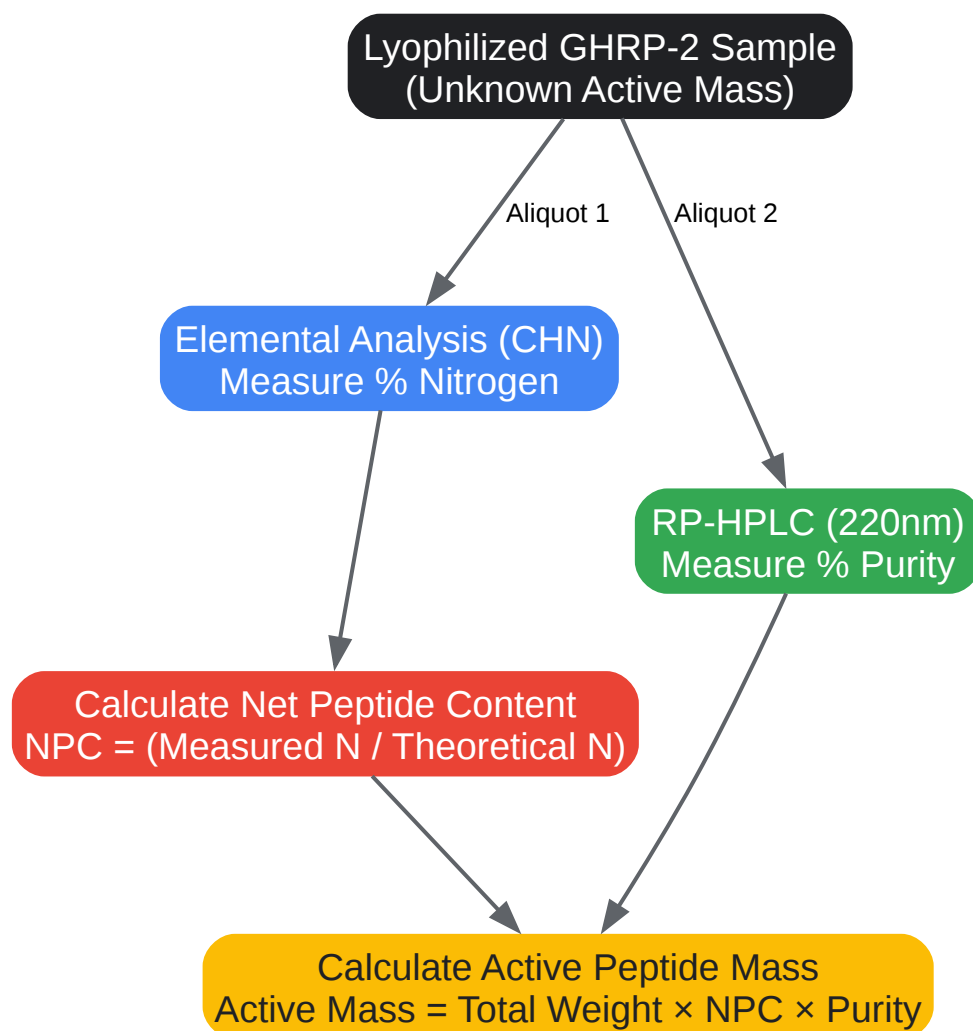 Lyophilized GHRP-2 Sample
(Unknown Active Mass)
Aliquot 1
Aliquot 2
Elemental Analysis (CHN)
Measure % Nitrogen
RP-HPLC (220nm)
Measure % Purity
Calculate Net Peptide Content
NPC = (Measured N / Theoretical N)
Calculate Active Peptide Mass
Active Mass = Total Weight × NPC × Purity